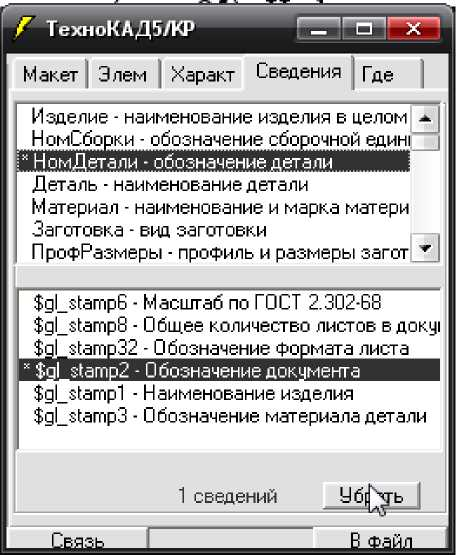 ТехноКАД5/КР
Макет Элем Характ Сведения Где
Изделие - наименование изделия в целом
НомСборки - обозначение сборочной едини
* НомДетали - обозначение детали
Деталь - наименование детали
Материал - наименование и марка матери
Заготовка - вид заготовки
ПрофРазмеры - профиль и размеры загот
$gl_stamp6 - Масштаб по ГОСТ 2.302-68
$gl_stamp8 - Общее количество листов в доку
$gl_stamp32 - Обозначение формата листа
* $gl_stamp2 - Обозначение документа
$gl_stamp1 - Наименование изделия
$gl_stamp3 - Обозначение материала детали
1 сведений Убрать
Связь В файл